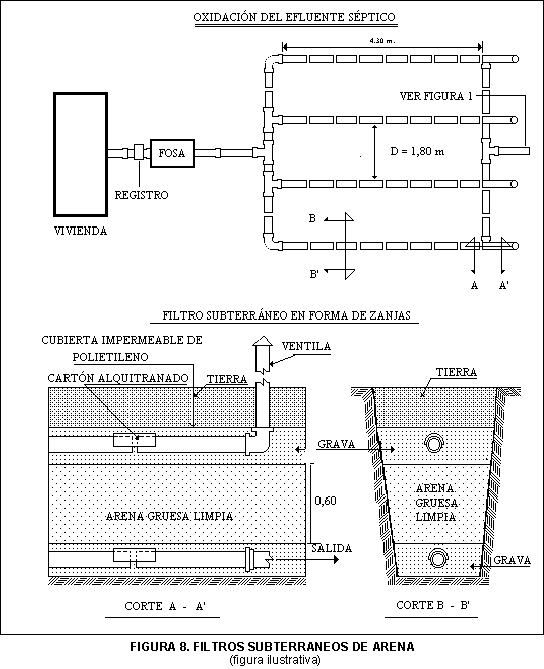 OXIDACIÓN DEL EFLUENTE SÉPTICO
4.30 m.
VER FIGURA 1
FOSA
D = 1,80 m
REGISTRO
VIVIENDA
B
B'
A A'
FILTRO SUBTERRÁNEO EN FORMA DE ZANJAS
CUBIERTA IMPERMEABLE DE
POLIETILENO
VENTILA
CARTÓN ALQUITRANADO
TIERRA
TIERRA
GRAVA
0,60
ARENA GRUESA LIMPIA
ARENA
GRUESA
LIMPIA
SALIDA
GRAVA
CORTE A - A'
CORTE B - B'
FIGURA 8. FILTROS SUBTERRANEOS DE ARENA
(figura ilustrativa)